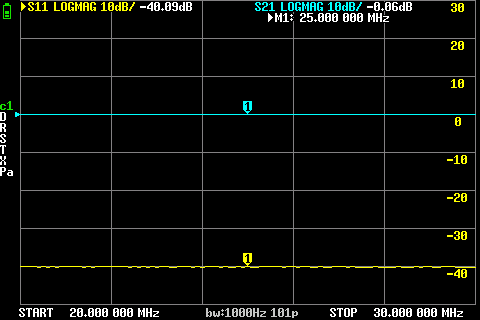 S11 LOGMAG 10dB/ -40.09dB S21 LOGMAG 10dB/ -0.06dB
M1: 25.000 000 MHz
30
20
10
0
-10
-20
-30
-40
c1
D
R
S
T
X
Pa
1
1
START 20.000 000 MHz bw:1000Hz 101p STOP 30.000 000 MHz